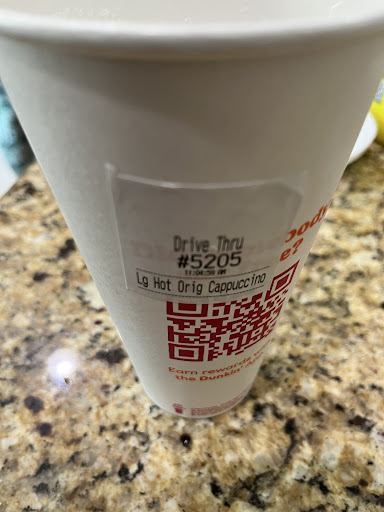 Drive Thru
#5205
Lg Hot Orig Cappuccino
e?
Earn rewards
the Dunkin'